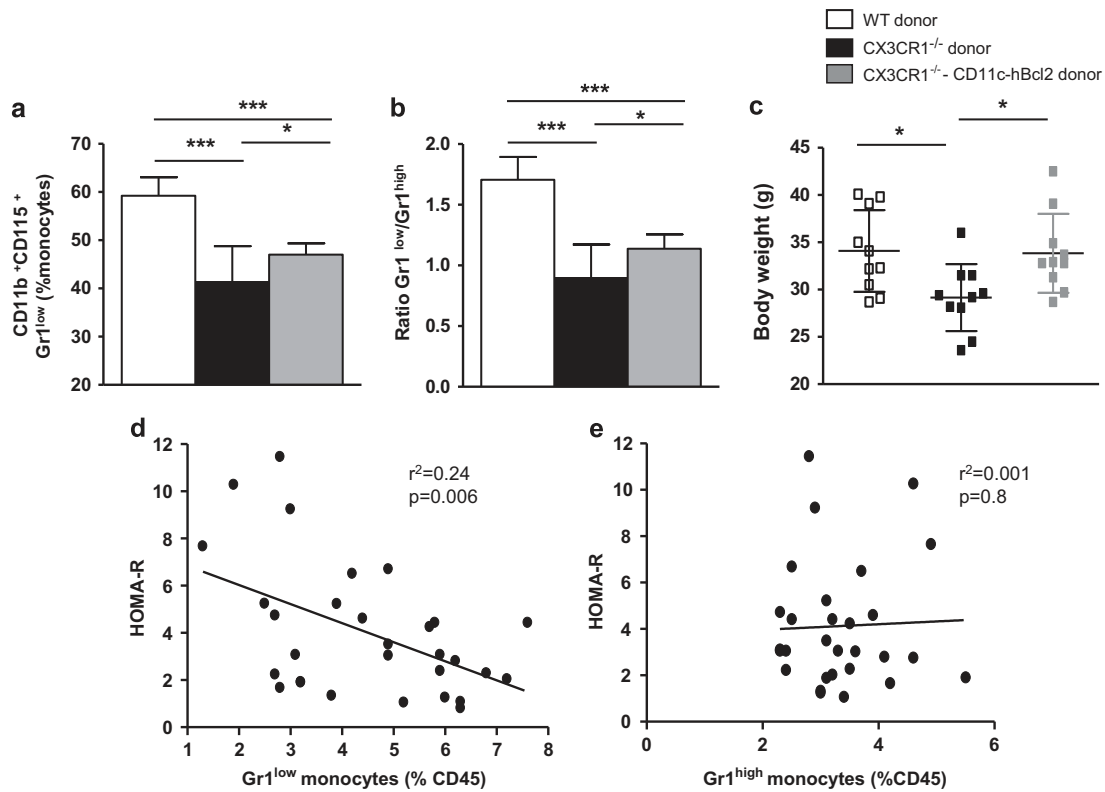 WT donor
CX3CR1-/- donor
CX3CR1-/- - CD11c-hBcl2 donor
a
***
***
*
CD11b+CD115+
Gr1low (%monocytes)
70
60
50
40
30
20
b
***
***
*
Ratio Gr1 low/Gr1high
2.0
1.6
1.2
0.8
0.4
0.0
c
*
*
Body weight (g)
45
40
35
30
25
20
d
HOMA-R
12
10
8
6
4
2
0
r2=0.24
p=0.006
1 2 3 4 5 6 7 8
Gr1low monocytes (% CD45)
e
HOMA-R
12
10
8
6
4
2
0
r2=0.001
p=0.8
0 2 4 6
Gr1high monocytes (%CD45)